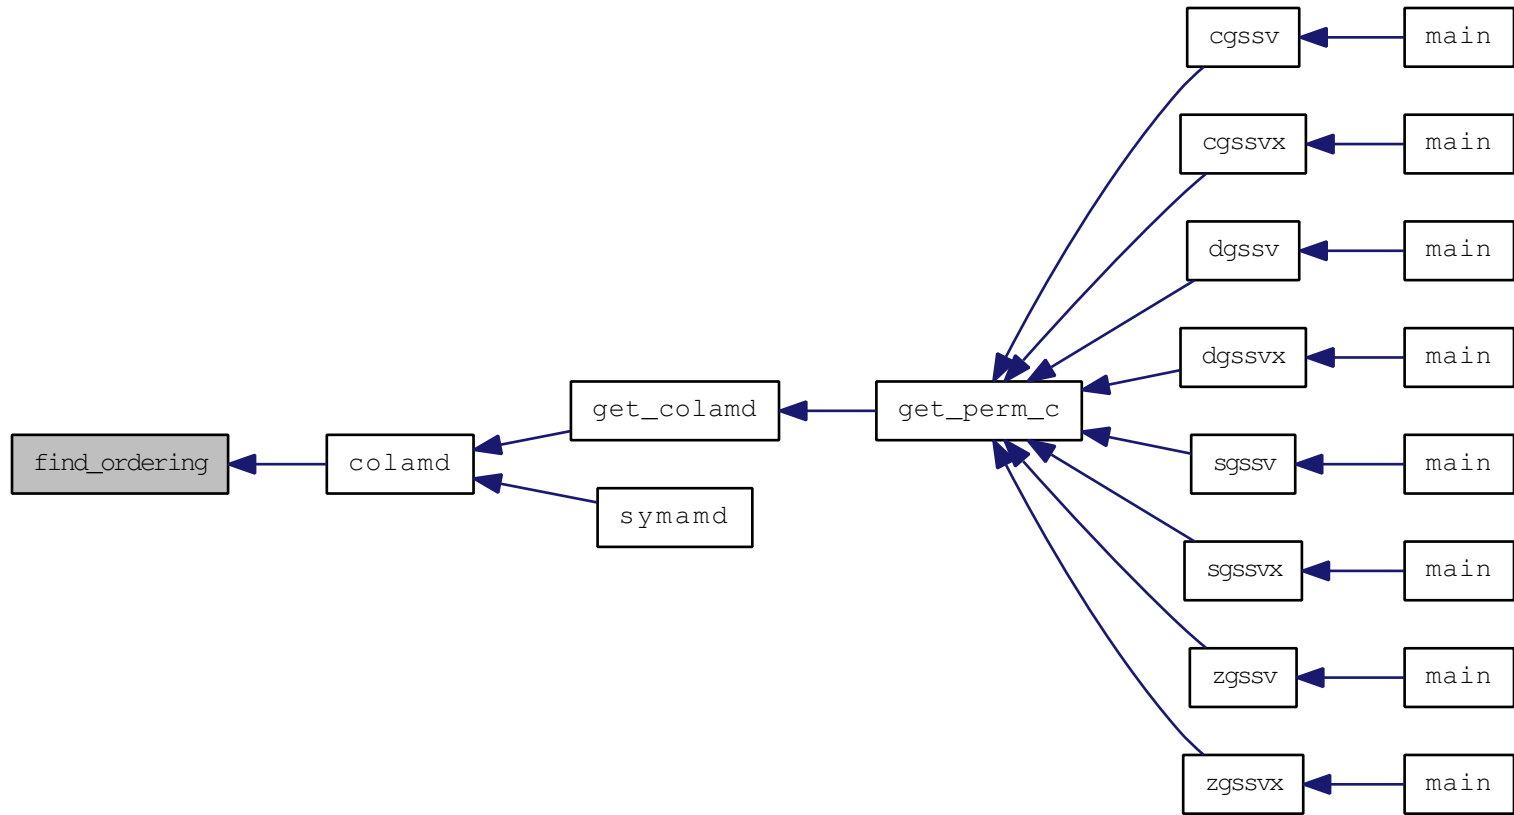 cgssv
main
cgssvx
main
dgssv
main
dgssvx
main
get_colamd
get_perm_c
find_ordering
colamd
sgssv
main
symamd
sgssvx
main
zgssv
main
zgssvx
main